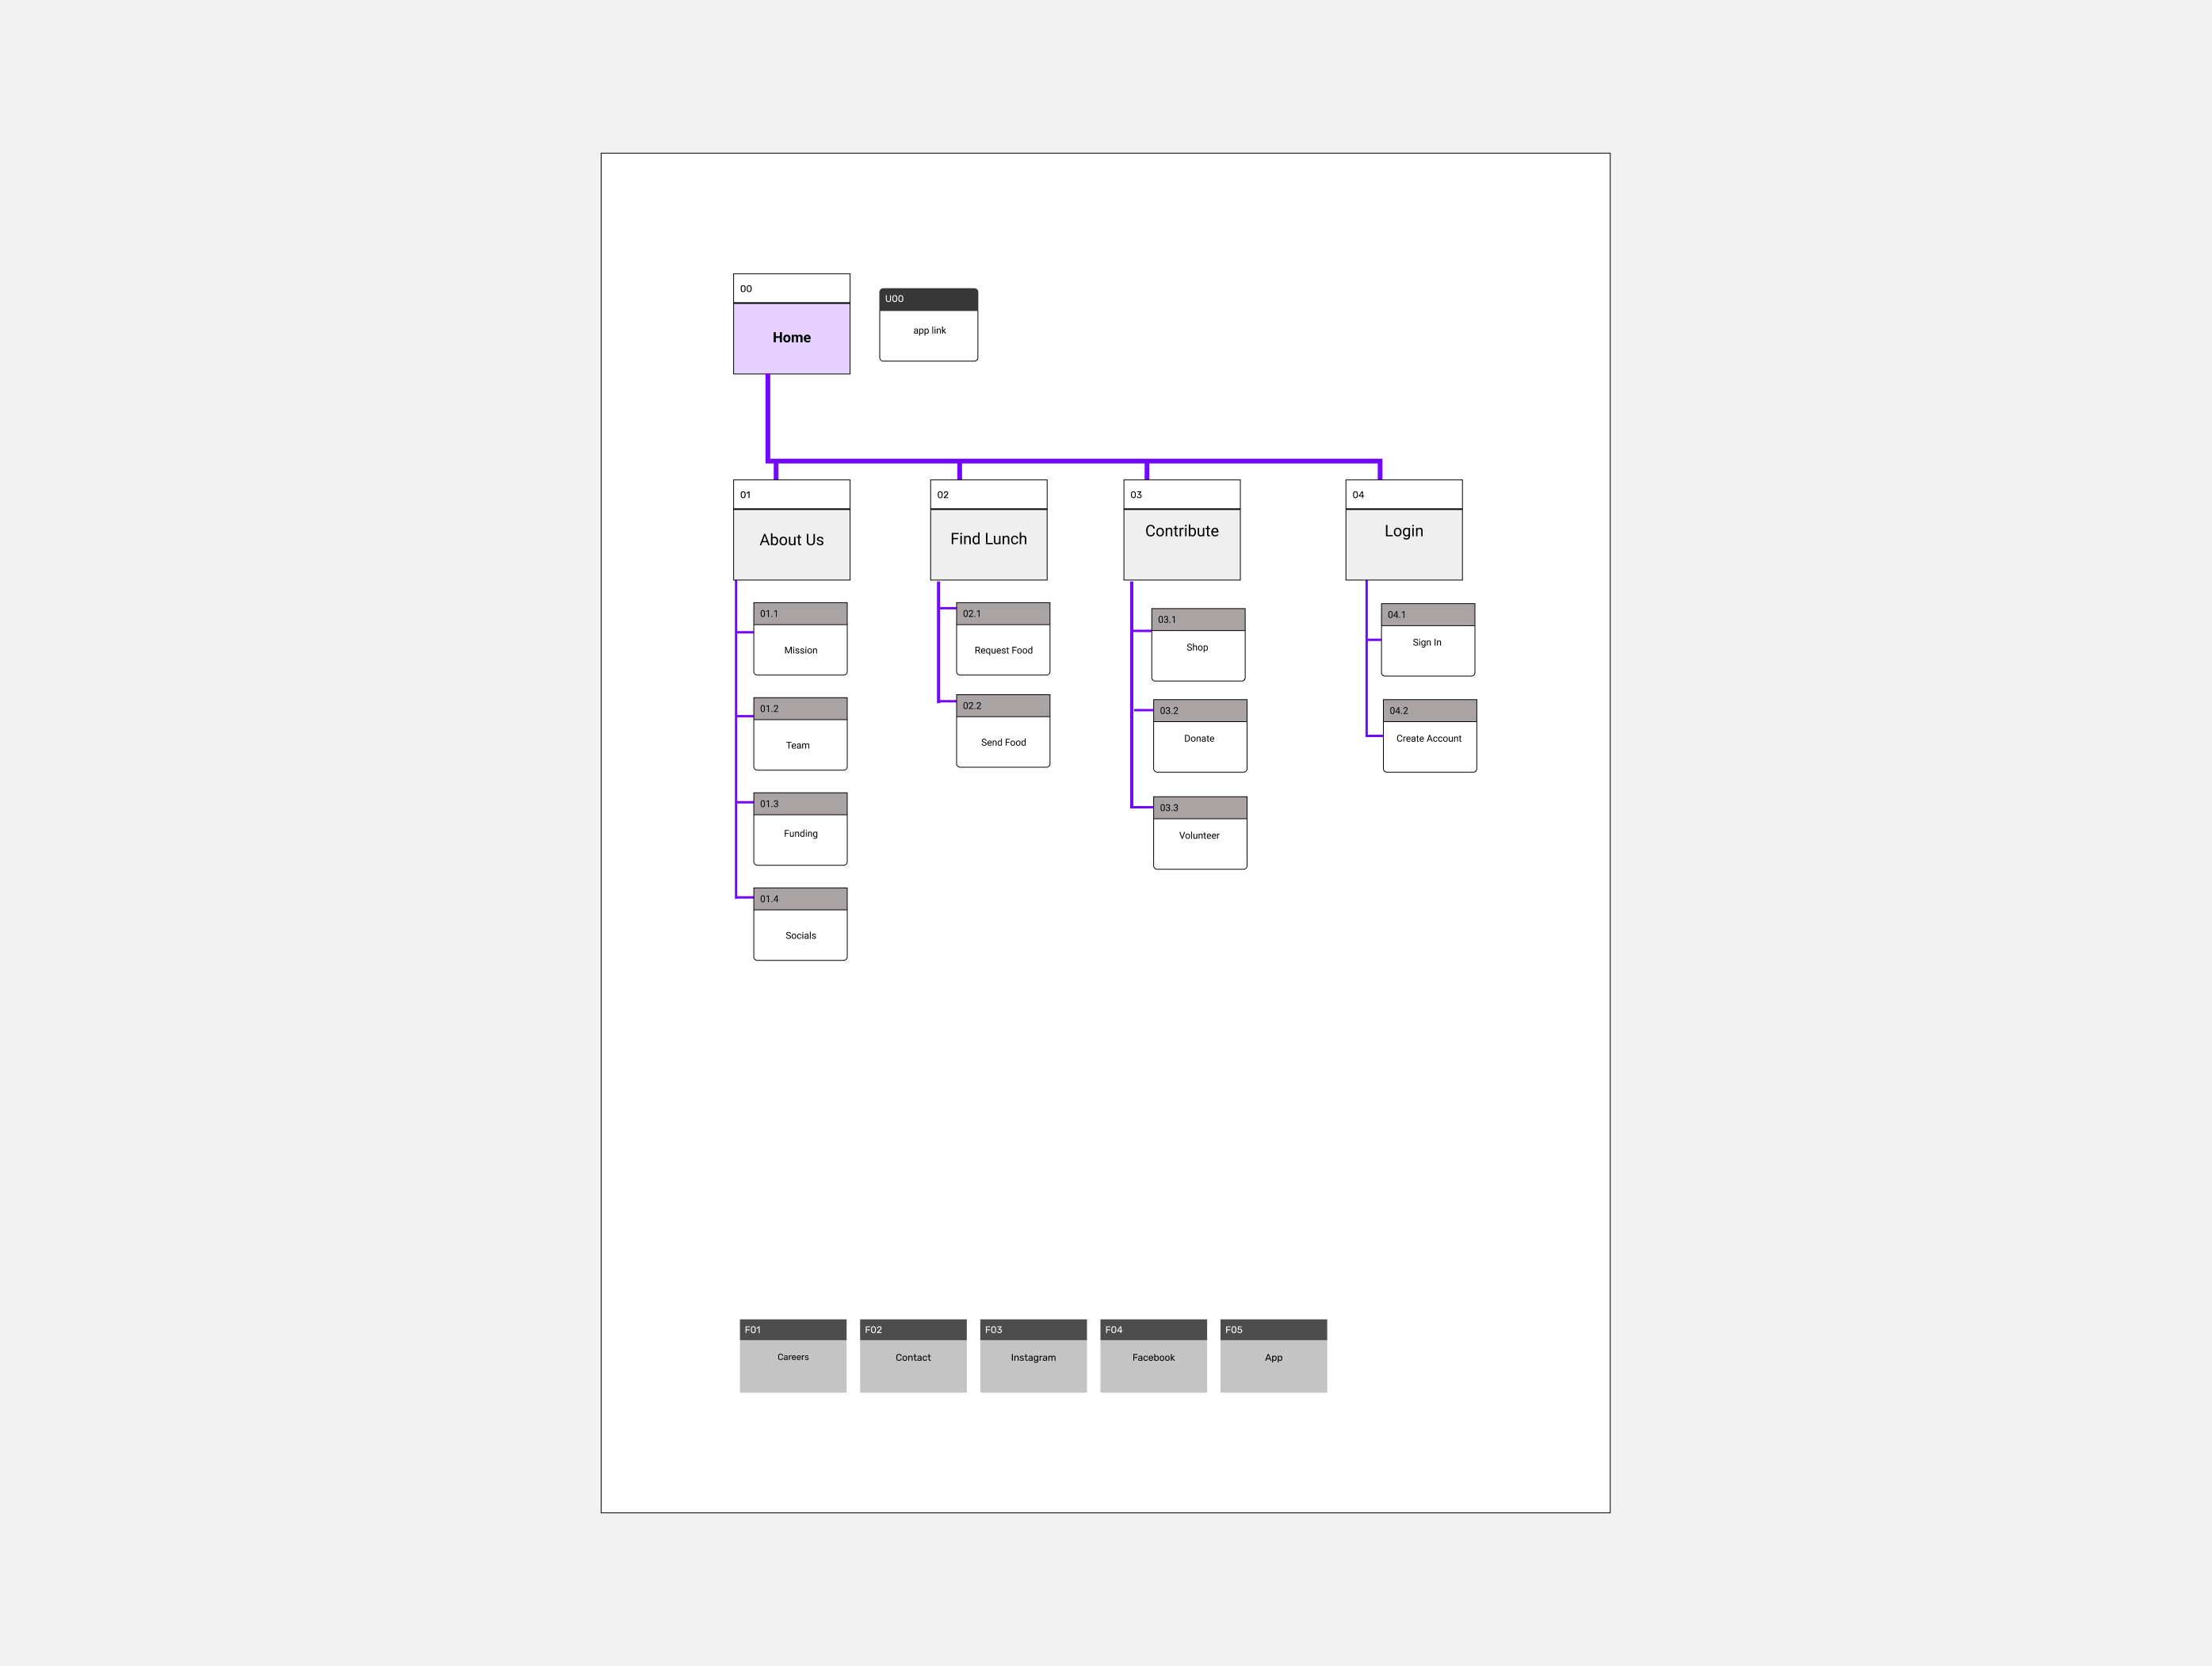 00
Home
U00
app link
01
About Us
02
Find Lunch
03
Contribute
04
Login
01.1
Mission
01.2
Team
01.3
Funding
01.4
Socials
02.1
Request Food
02.2
Send Food
03.1
Shop
03.2
Donate
03.3
Volunteer
04.1
Sign In
04.2
Create Account
F01
Careers
F02
Contact
F03
Instagram
F04
Facebook
F05
App